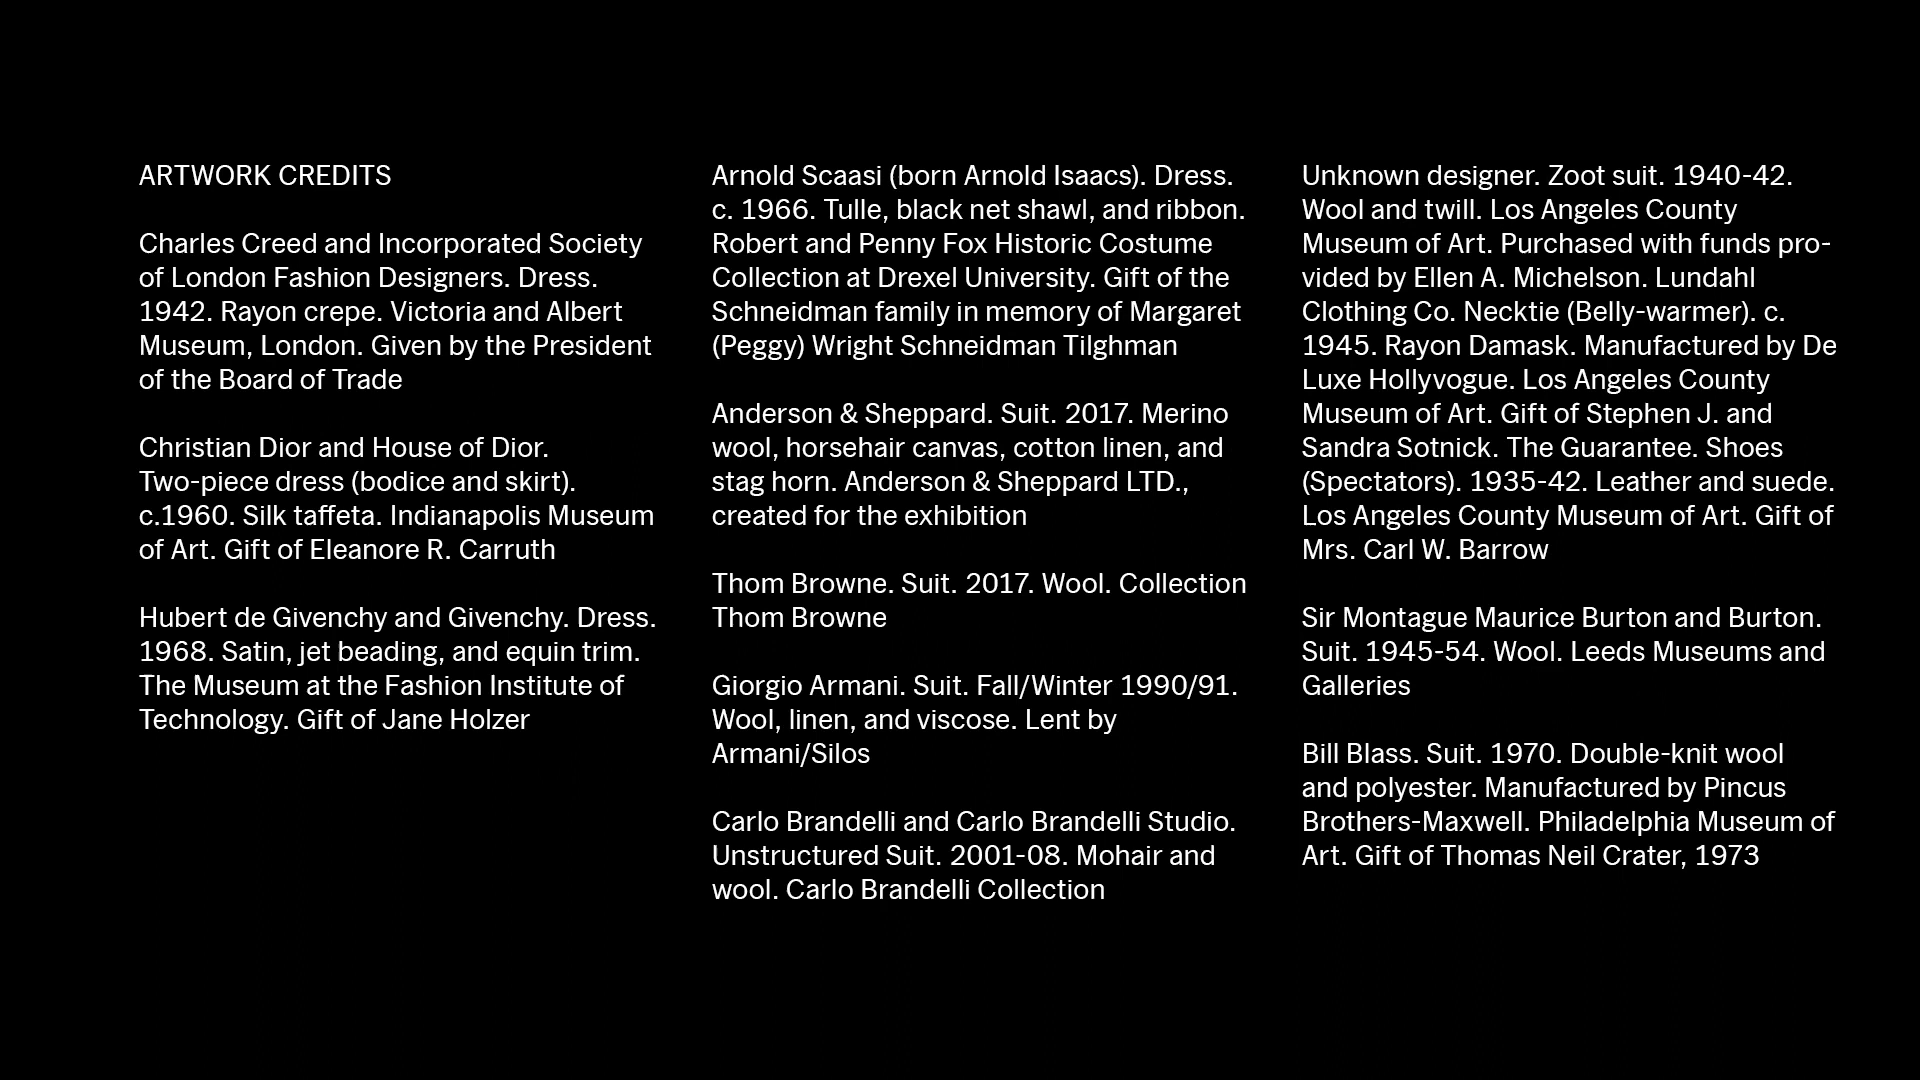 ARTWORK CREDITS
Charles Creed and Incorporated Society
of London Fashion Designers. Dress.
1942. Rayon crepe. Victoria and Albert
Museum, London. Given by the President
of the Board of Trade
Christian Dior and House of Dior.
Two-piece dress (bodice and skirt).
c.1960. Silk taffeta. Indianapolis Museum
of Art. Gift of Eleanore R. Carruth
Hubert de Givenchy and Givenchy. Dress.
1968. Satin, jet beading, and equin trim.
The Museum at the Fashion Institute of
Technology. Gift of Jane Holzer
Arnold Scaasi (born Arnold Isaacs). Dress.
c. 1966. Tulle, black net shawl, and ribbon.
Robert and Penny Fox Historic Costume
Collection at Drexel University. Gift of the
Schneidman family in memory of Margaret
(Peggy) Wright Schneidman Tilghman
Anderson & Sheppard. Suit. 2017. Merino
wool, horsehair canvas, cotton linen, and
stag horn. Anderson & Sheppard LTD.,
created for the exhibition
Thom Browne. Suit. 2017. Wool. Collection
Thom Browne
Giorgio Armani. Suit. Fall/Winter 1990/91.
Wool, linen, and viscose. Lent by
Armani/Silos
Carlo Brandelli and Carlo Brandelli Studio.
Unstructured Suit. 2001-08. Mohair and
wool. Carlo Brandelli Collection
Unknown designer. Zoot suit. 1940-42.
Wool and twill. Los Angeles County
Museum of Art. Purchased with funds pro-
vided by Ellen A. Michelson. Lundahl
Clothing Co. Necktie (Belly-warmer). c.
1945. Rayon Damask. Manufactured by De
Luxe Hollyvogue. Los Angeles County
Museum of Art. Gift of Stephen J. and
Sandra Sotnick. The Guarantee. Shoes
(Spectators). 1935-42. Leather and suede.
Los Angeles County Museum of Art. Gift of
Mrs. Carl W. Barrow
Sir Montague Maurice Burton and Burton.
Suit. 1945-54. Wool. Leeds Museums and
Galleries
Bill Blass. Suit. 1970. Double-knit wool
and polyester. Manufactured by Pincus
Brothers-Maxwell. Philadelphia Museum of
Art. Gift of Thomas Neil Crater, 1973